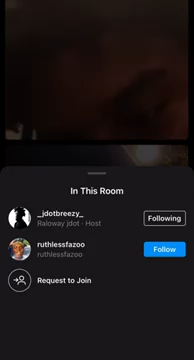 In This Room
_jdotbreezy_
Raloway jdot · Host
Following
ruthlessfazoo
ruthlessfazoo
Follow
Request to Join